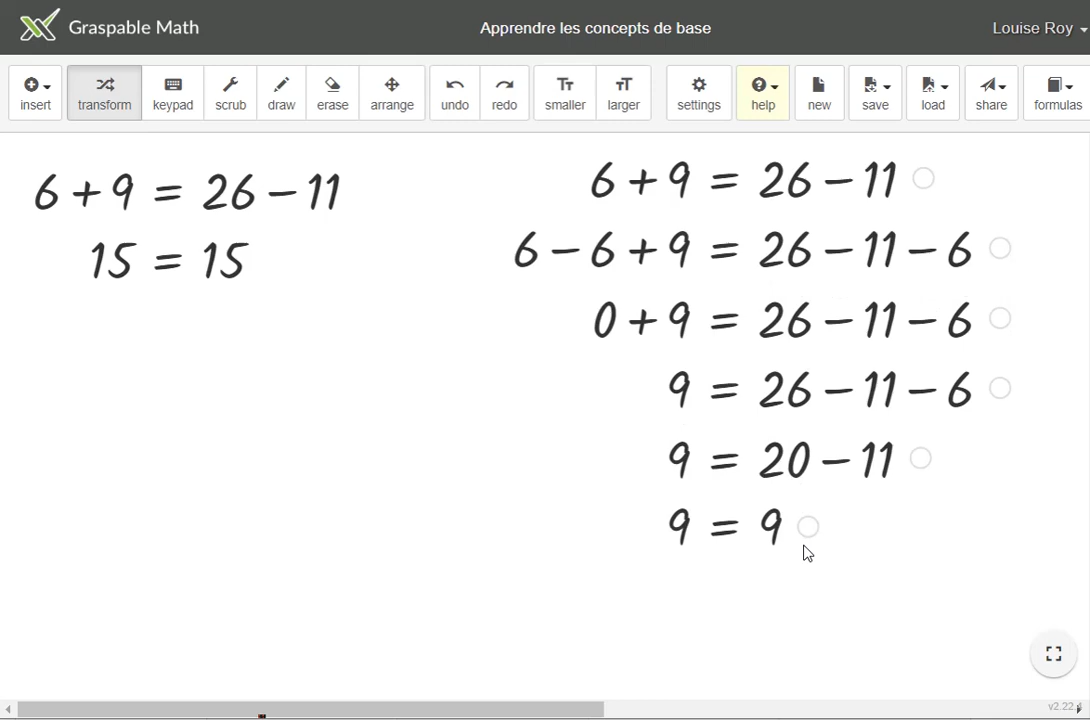 Graspable Math
Apprendre les concepts de base
Louise Roy
insert transform keypad scrub draw erase arrange undo redo smaller larger settings help new save load share formulas
6 + 9 = 26 − 11
15 = 15
6 + 9 = 26 − 11
6 − 6 + 9 = 26 − 11 − 6
0 + 9 = 26 − 11 − 6
9 = 26 − 11 − 6
9 = 20 − 11
9 = 9